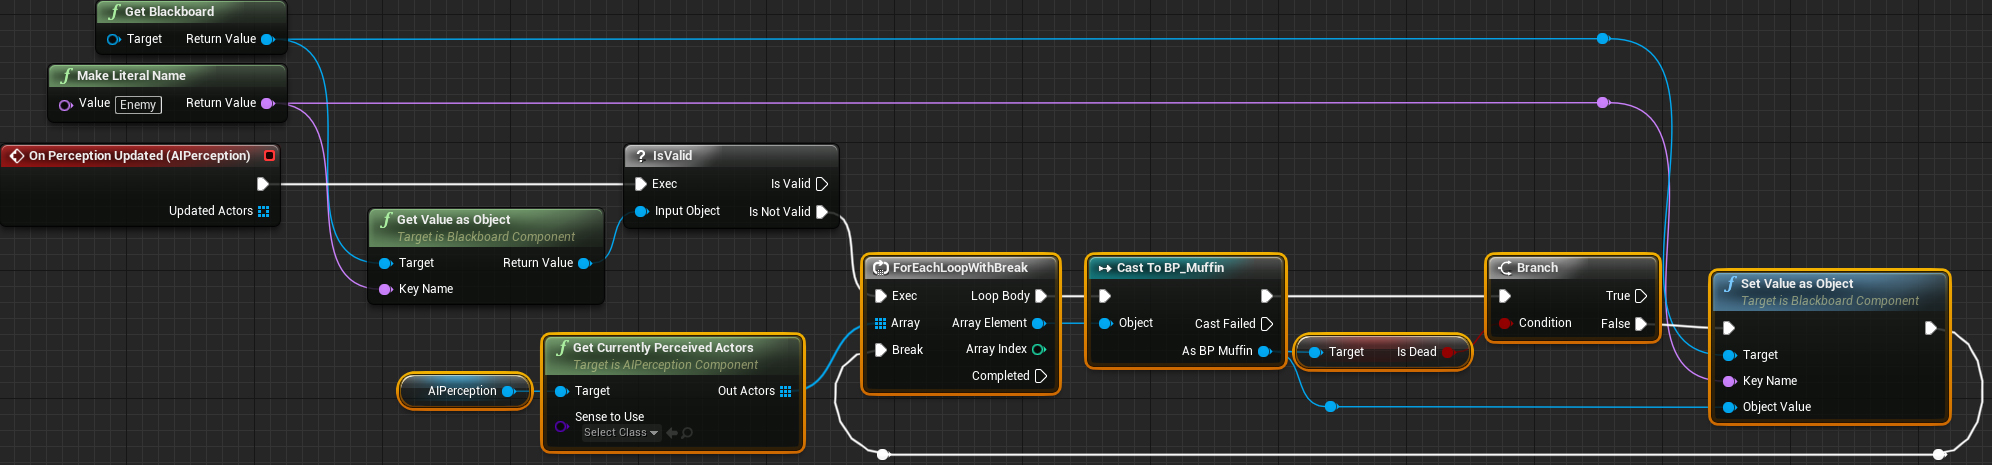 Get Blackboard
Target Return Value
Make Literal Name
Value Enemy Return Value
On Perception Updated (AIPerception)
Updated Actors
IsValid
Exec Is Valid
Input Object Is Not Valid
Get Value as Object
Target is Blackboard Component
Target Return Value
Key Name
AIPerception
Get Currently Perceived Actors
Target is AIPerception Component
Target Out Actors
Sense to Use
Select Class
ForEachLoopWithBreak
Exec Loop Body
Array Array Element
Break Array Index
Completed
Cast To BP_Muffin
Object Cast Failed
As BP Muffin
Target Is Dead
Branch
True
Condition False
Set Value as Object
Target is Blackboard Component
Target
Key Name
Object Value